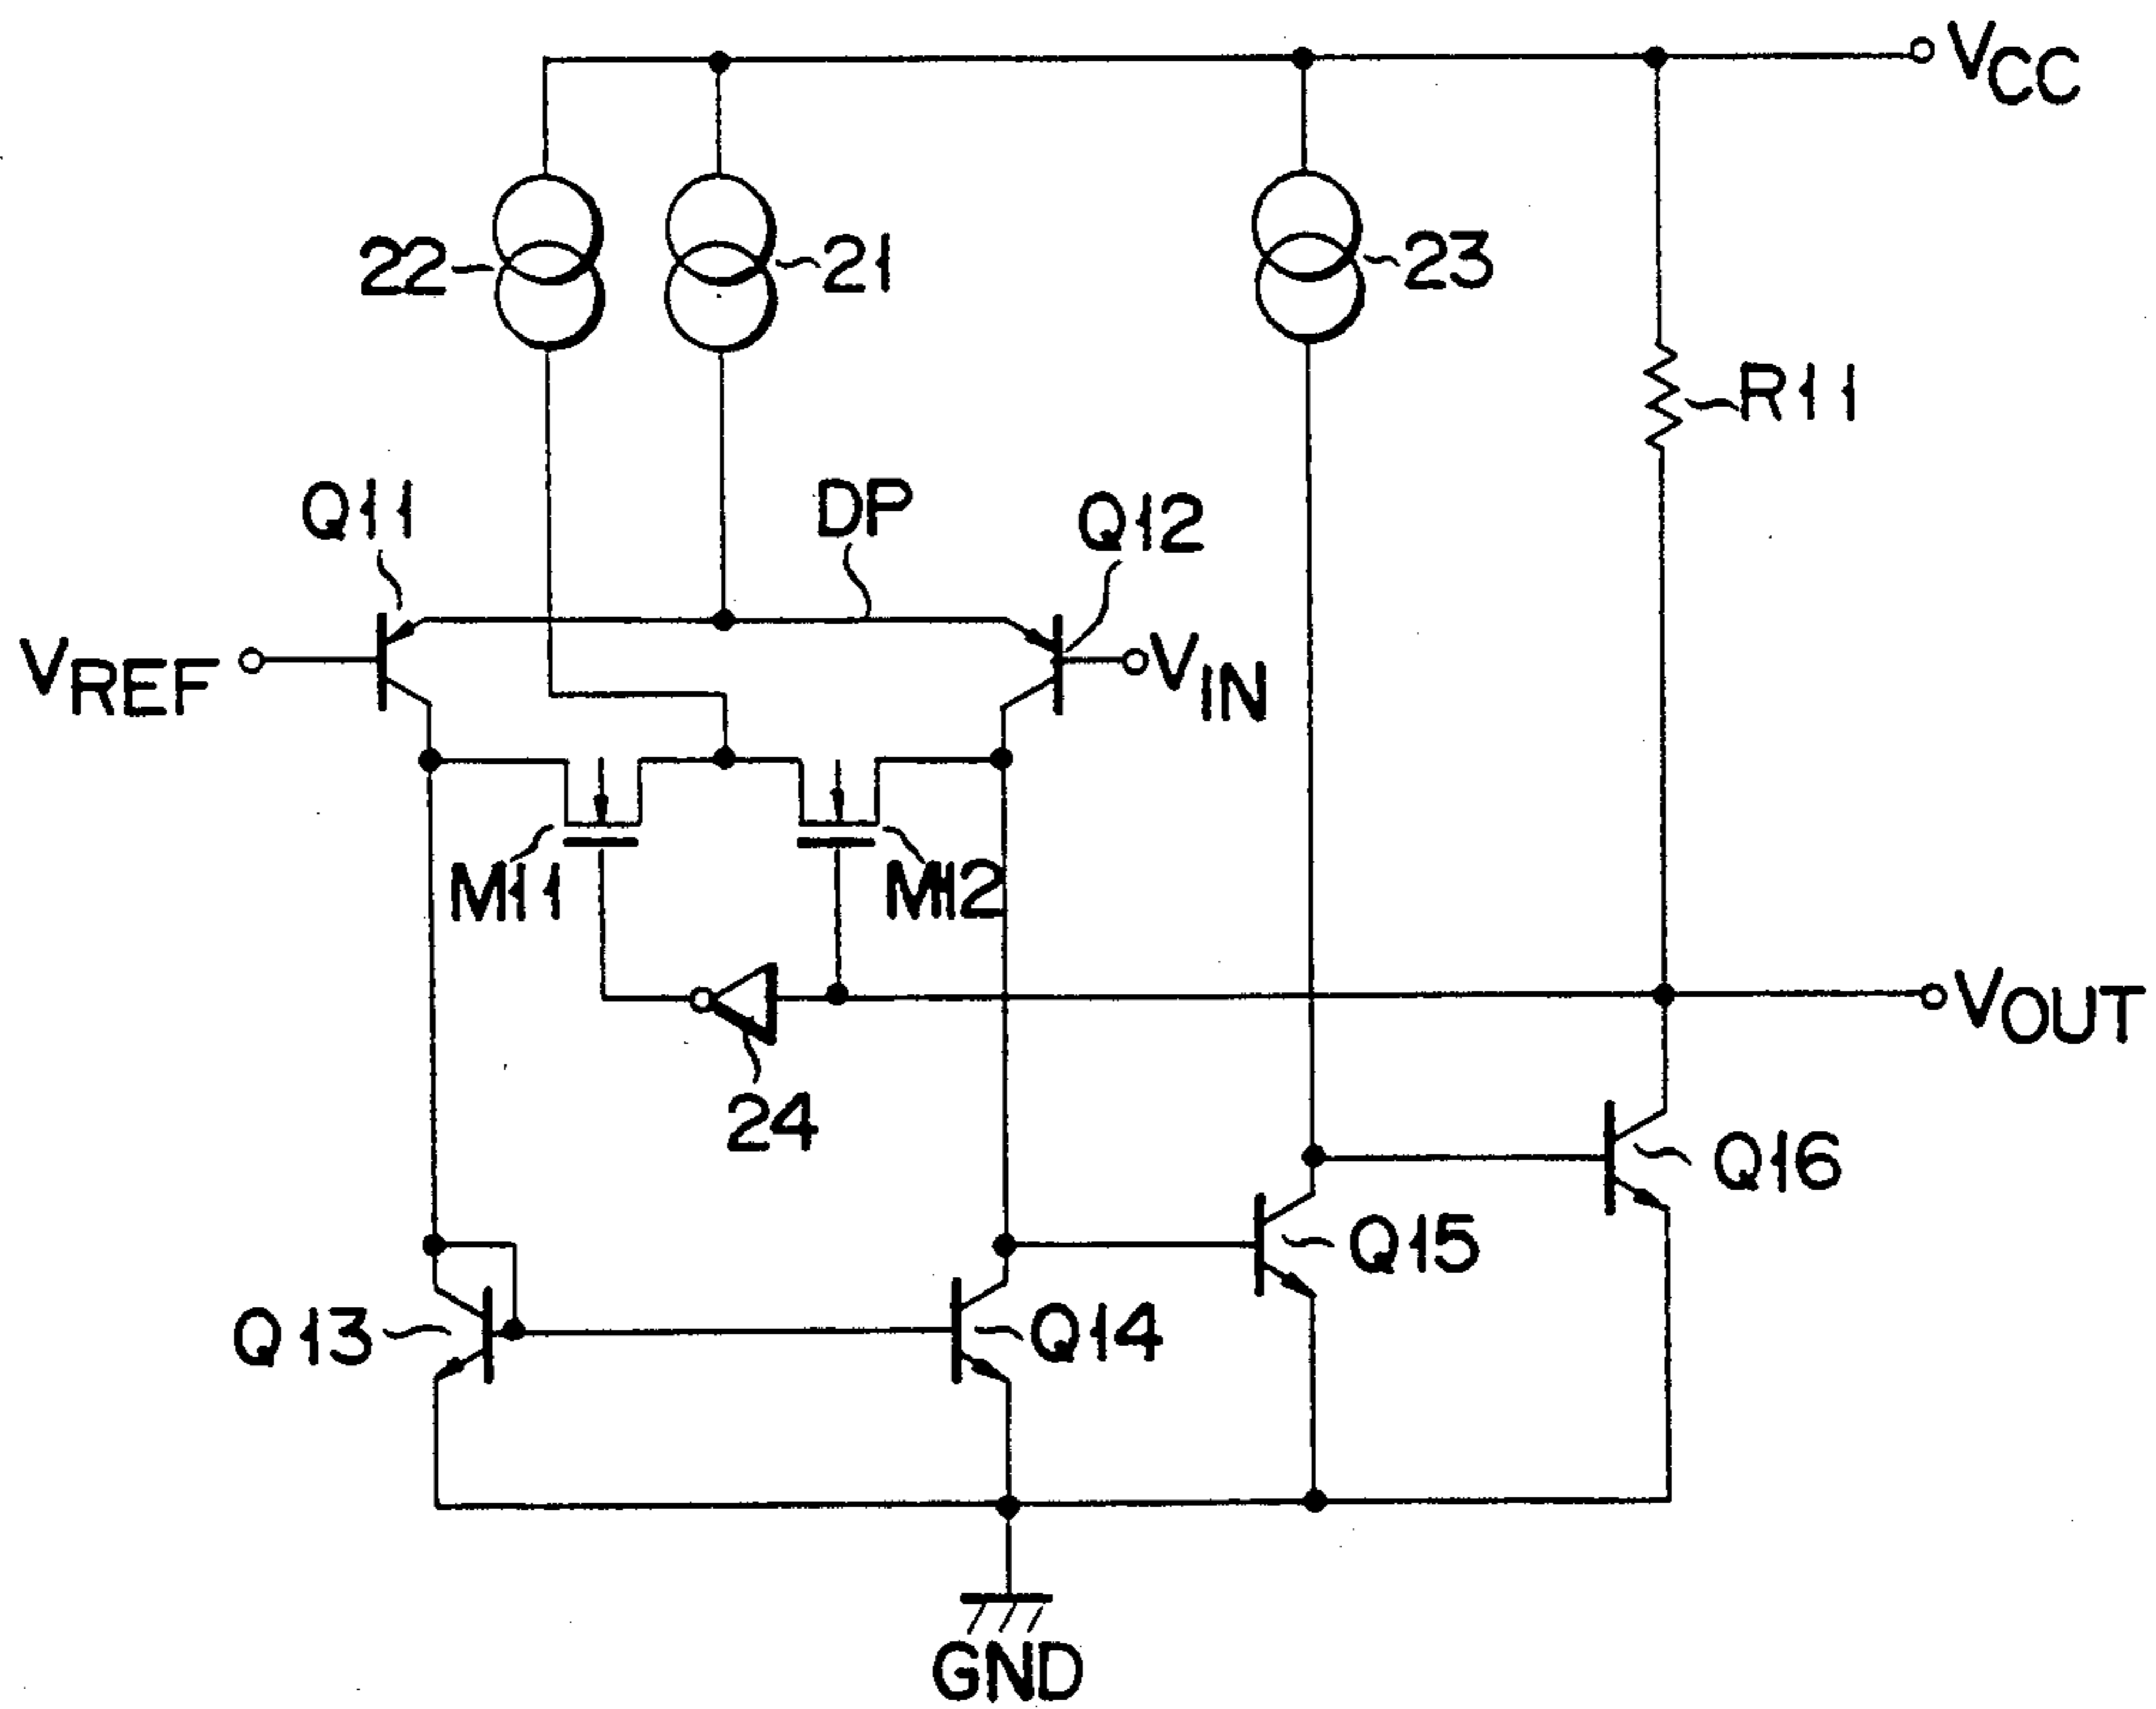 VCC
22
21
23
R11
Q11
DP
Q12
VREF
VIN
M11
M12
VOUT
24
Q16
Q15
Q13
Q14
GND